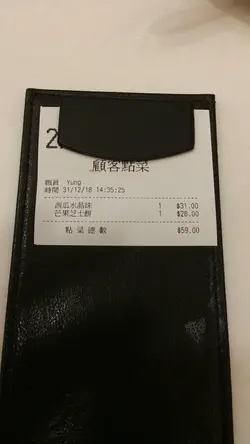 2
顧客點菜
職員 Yung
時間 31/12/18 14:35:25
西瓜水晶珠 1 $31.00
芒果芝士餅 1 $28.00
點菜總數 $59.00